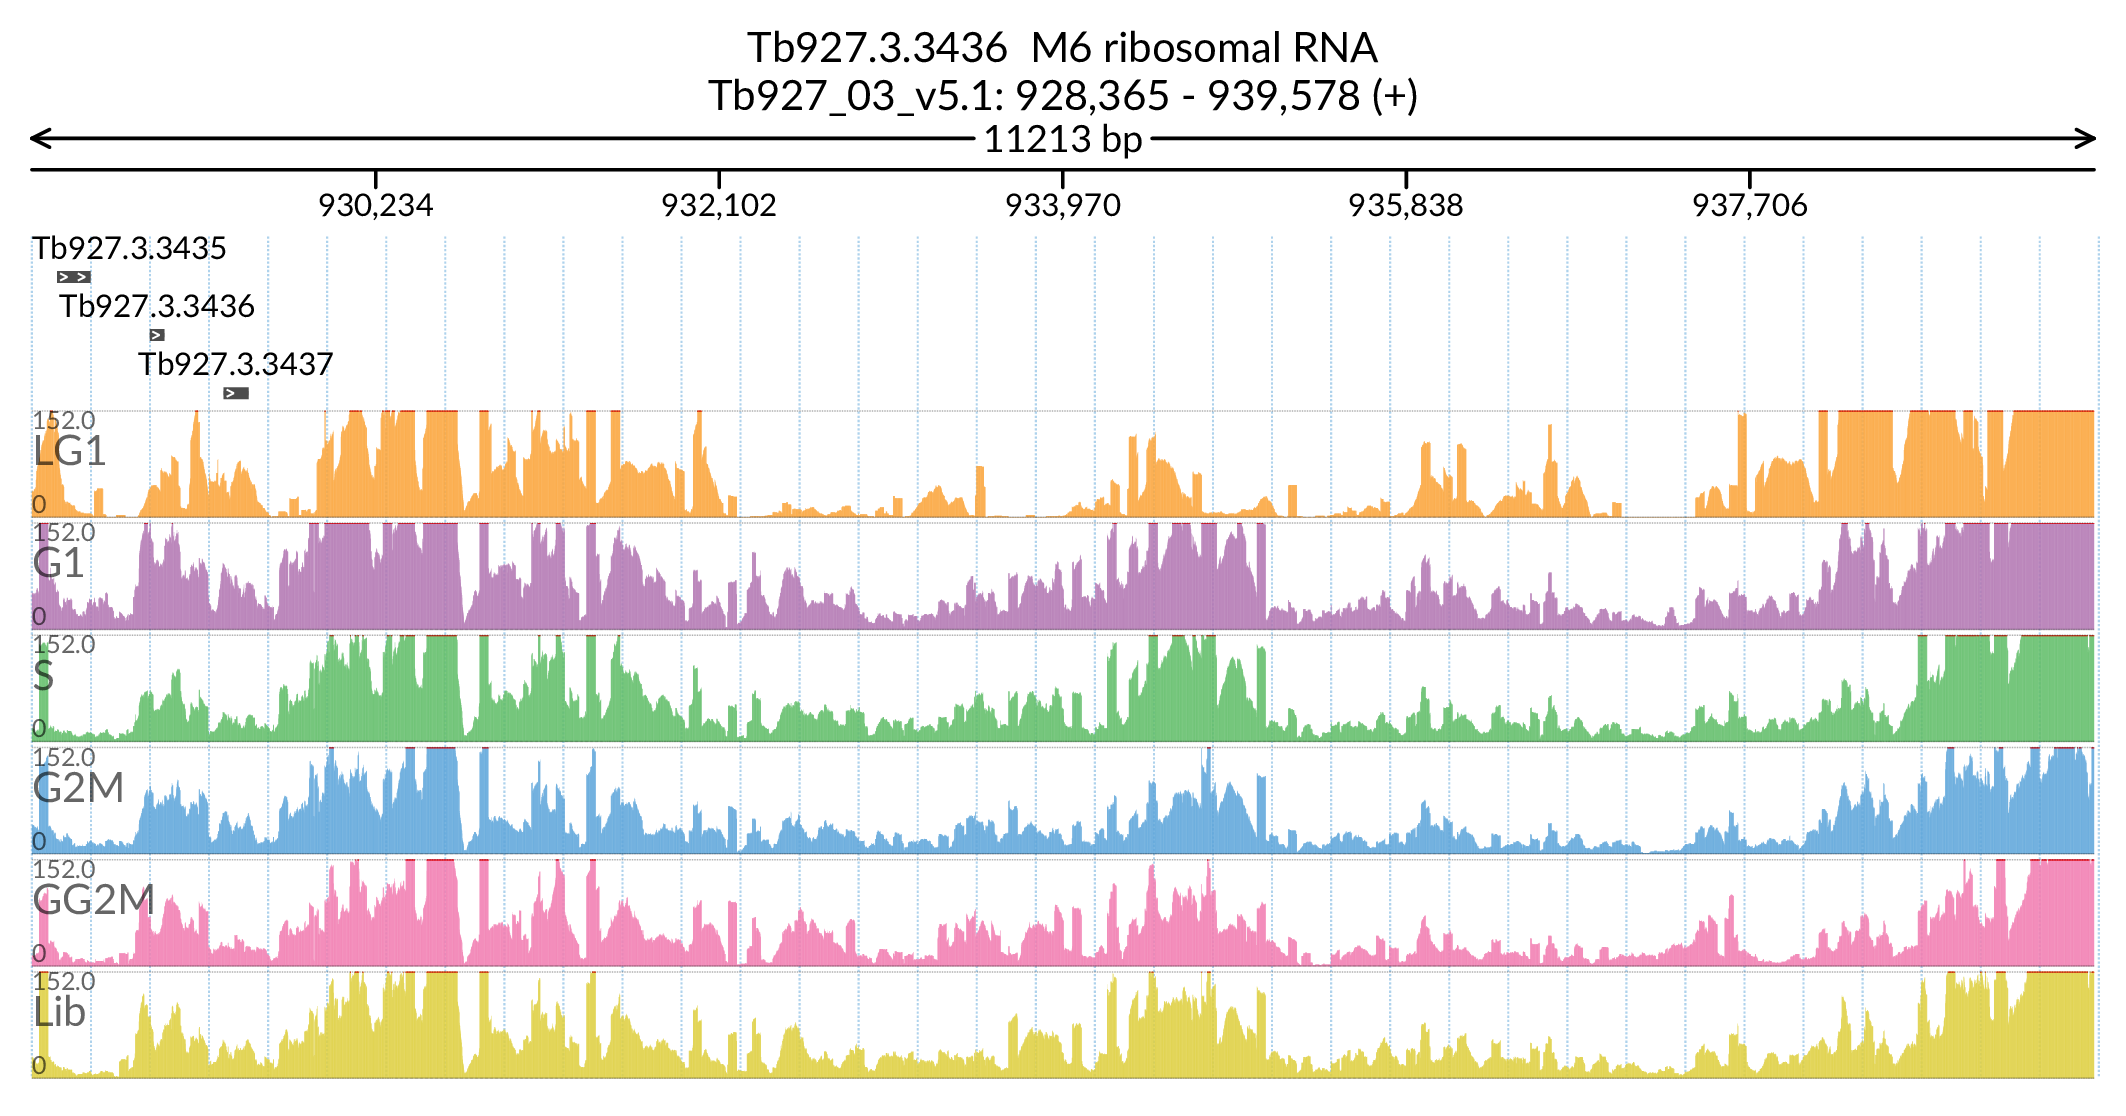 Tb927.3.3436  M6 ribosomal RNA
Tb927_03_v5.1: 928,365 - 939,578 (+)
11213 bp
930,234 932,102 933,970 935,838 937,706
Tb927.3.3435
Tb927.3.3436
Tb927.3.3437
152.0
LG1
0
152.0
G1
0
152.0
S
0
152.0
G2M
0
152.0
GG2M
0
152.0
Lib
0